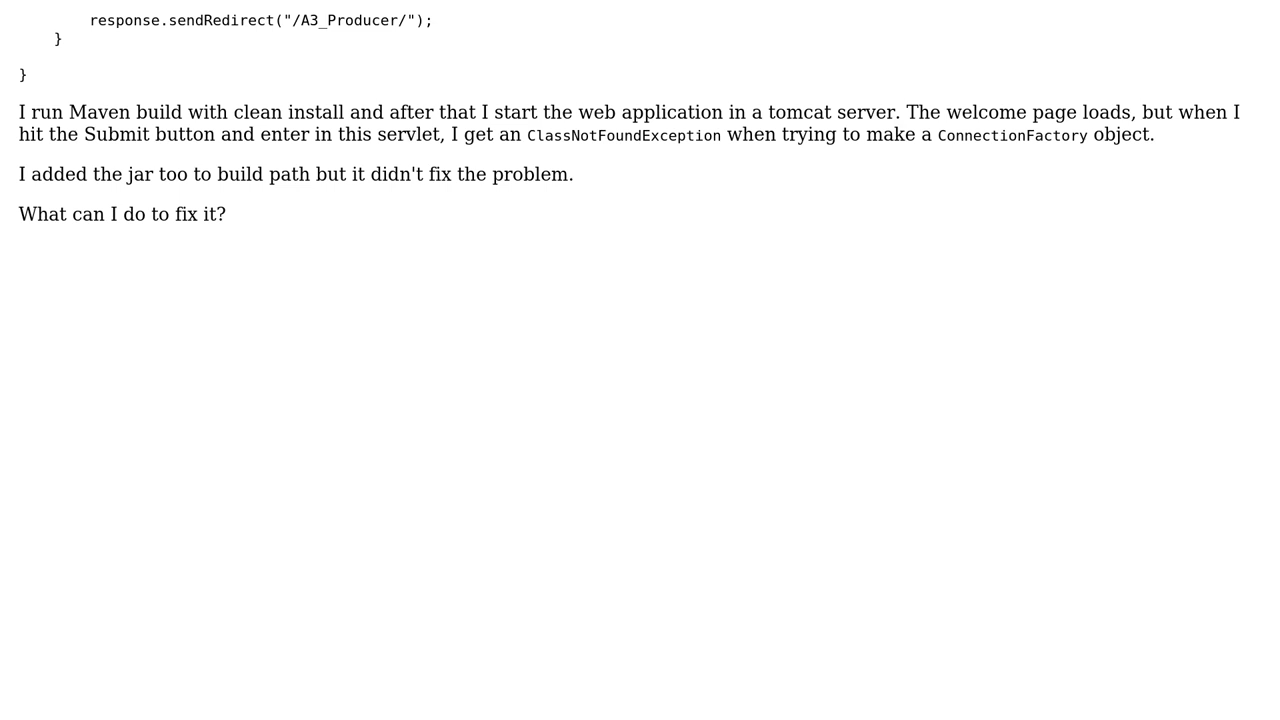 response.sendRedirect("/A3_Producer/");
}
}
I run Maven build with clean install and after that I start the web application in a tomcat server. The welcome page loads, but when I
hit the Submit button and enter in this servlet, I get an ClassNotFoundException when trying to make a ConnectionFactory object.
I added the jar too to build path but it didn't fix the problem.
What can I do to fix it?